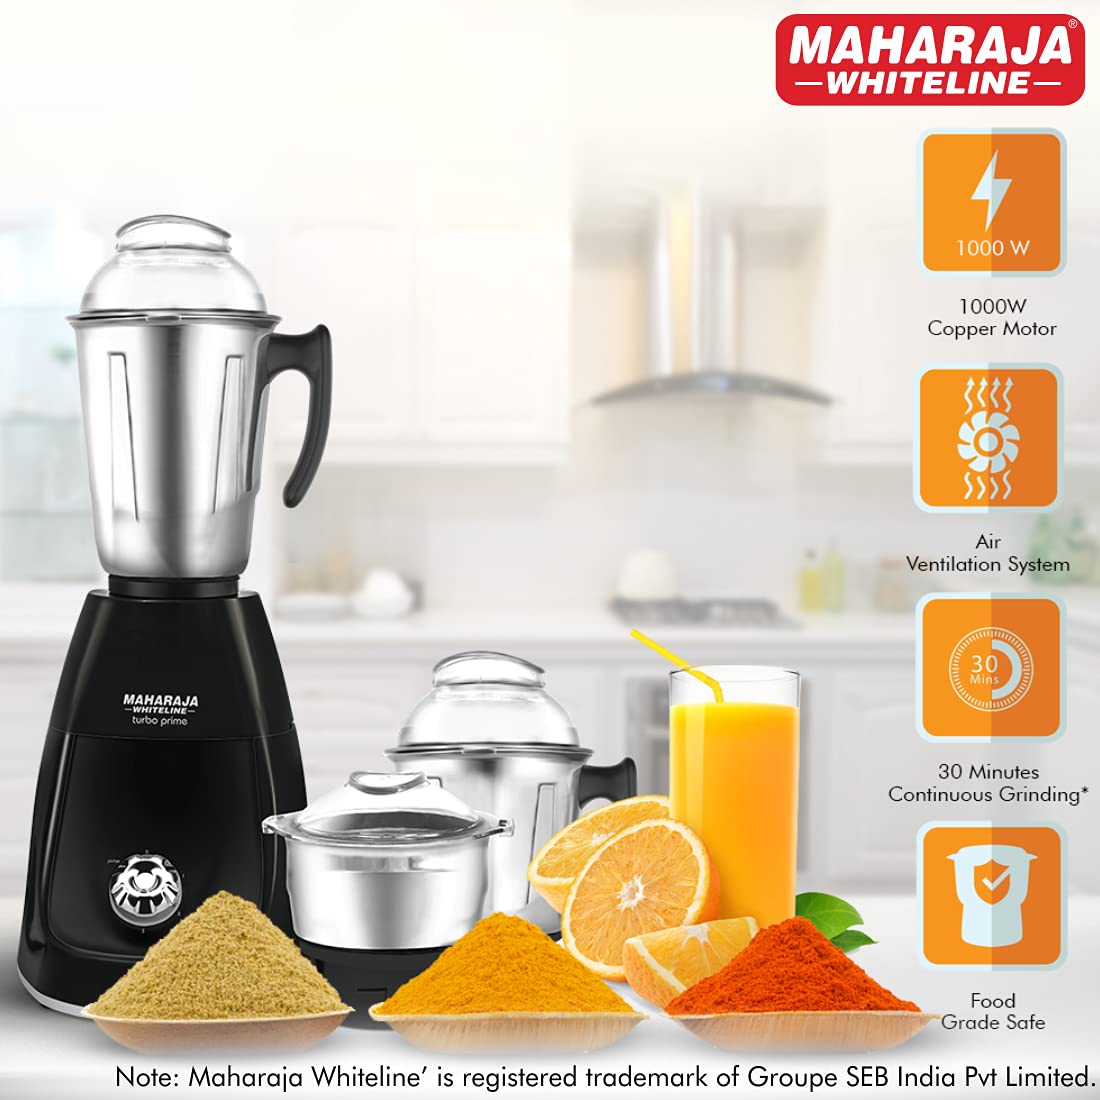 MAHARAJA®
WHITELINE
1000 W
1000W
Copper Motor
Air
Ventilation System
30
Mins
30 Minutes
Continuous Grinding*
Food
Grade Safe
MAHARAJA
WHITELINE
turbo prime
Note: Maharaja Whiteline’ is registered trademark of Groupe SEB India Pvt Limited.